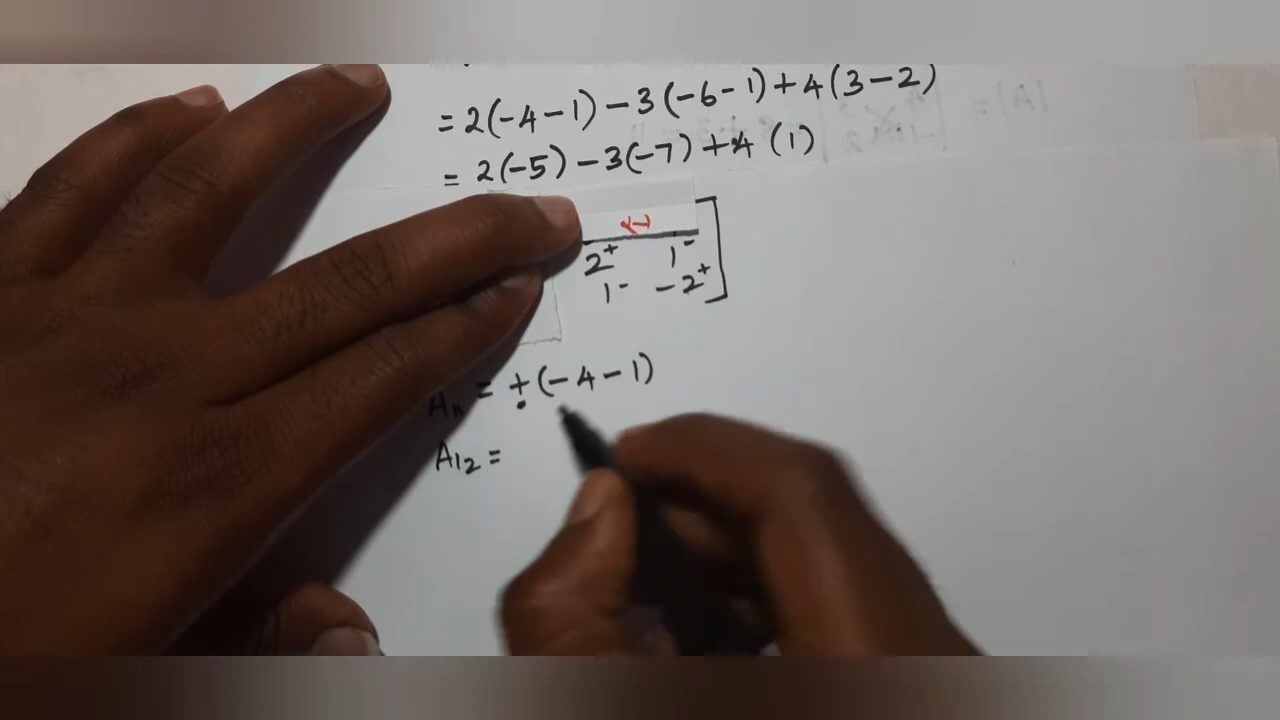 = 2(-4-1) -3(-6-1)+4(3-2)
= 2(-5) -3(-7) +4 (1)
(-)
2⁺ 1⁻
1⁻ -2⁺
A₁₁ = +(-4-1)
A₁₂ =